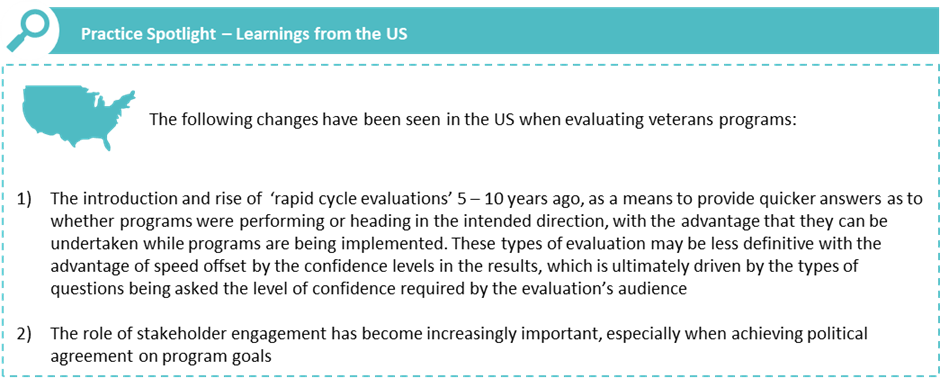 Practice Spotlight – Learnings from the US
The following changes have been seen in the US when evaluating veterans programs:
1) The introduction and rise of ‘rapid cycle evaluations’ 5 – 10 years ago, as a means to provide quicker answers as to
whether programs were performing or heading in the intended direction, with the advantage that they can be
undertaken while programs are being implemented. These types of evaluation may be less definitive with the
advantage of speed offset by the confidence levels in the results, which is ultimately driven by the types of
questions being asked the level of confidence required by the evaluation’s audience
2) The role of stakeholder engagement has become increasingly important, especially when achieving political
agreement on program goals